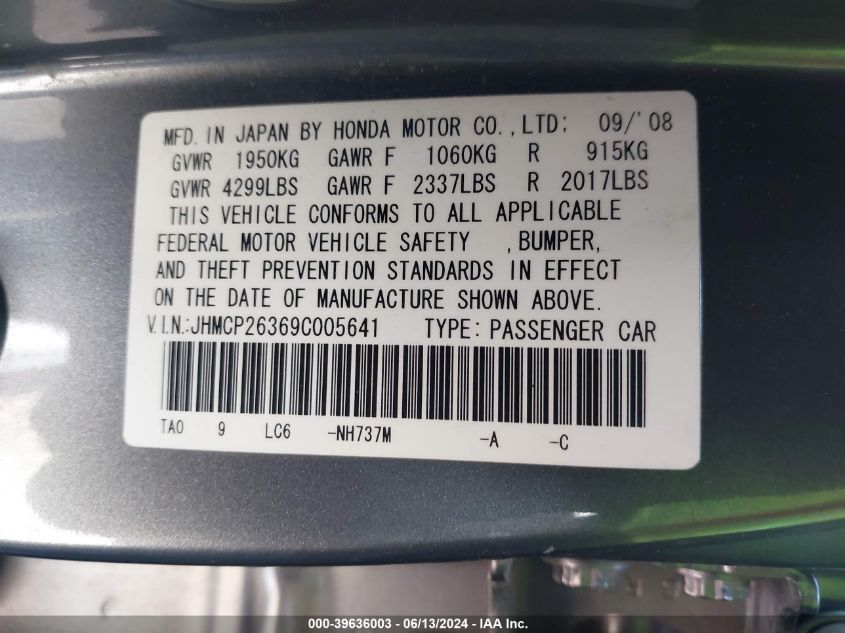 MFD. IN JAPAN BY HONDA MOTOR CO.,LTD; 09/'08
GVWR 1950KG GAWR F 1060KG R 915KG
GVWR 4299LBS GAWR F 2337LBS R 2017LBS
THIS VEHICLE CONFORMS TO ALL APPLICABLE
FEDERAL MOTOR VEHICLE SAFETY ,BUMPER,
AND THEFT PREVENTION STANDARDS IN EFFECT
ON THE DATE OF MANUFACTURE SHOWN ABOVE.
V.I.N.:JHMCP26369C005641 TYPE: PASSENGER CAR
TA0 9 LC6 -NH737M -A -C
000-39636003 - 06/13/2024 - IAA Inc.